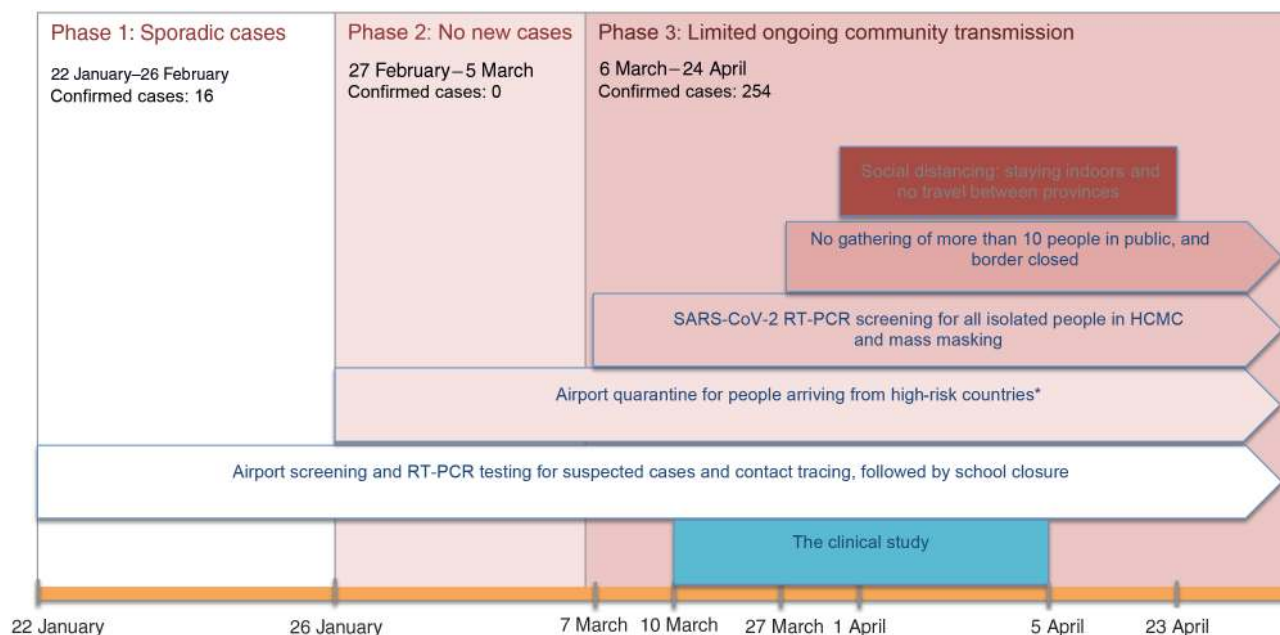 Phase 1: Sporadic cases
22 January–26 February
Confirmed cases: 16
Phase 2: No new cases
27 February–5 March
Confirmed cases: 0
Phase 3: Limited ongoing community transmission
6 March–24 April
Confirmed cases: 254
Social distancing: staying indoors and
no travel between provinces
No gathering of more than 10 people in public, and
border closed
SARS-CoV-2 RT-PCR screening for all isolated people in HCMC
and mass masking
Airport quarantine for people arriving from high-risk countries*
Airport screening and RT-PCR testing for suspected cases and contact tracing, followed by school closure
The clinical study
22 January
26 January
7 March
10 March
27 March
1 April
5 April
23 April